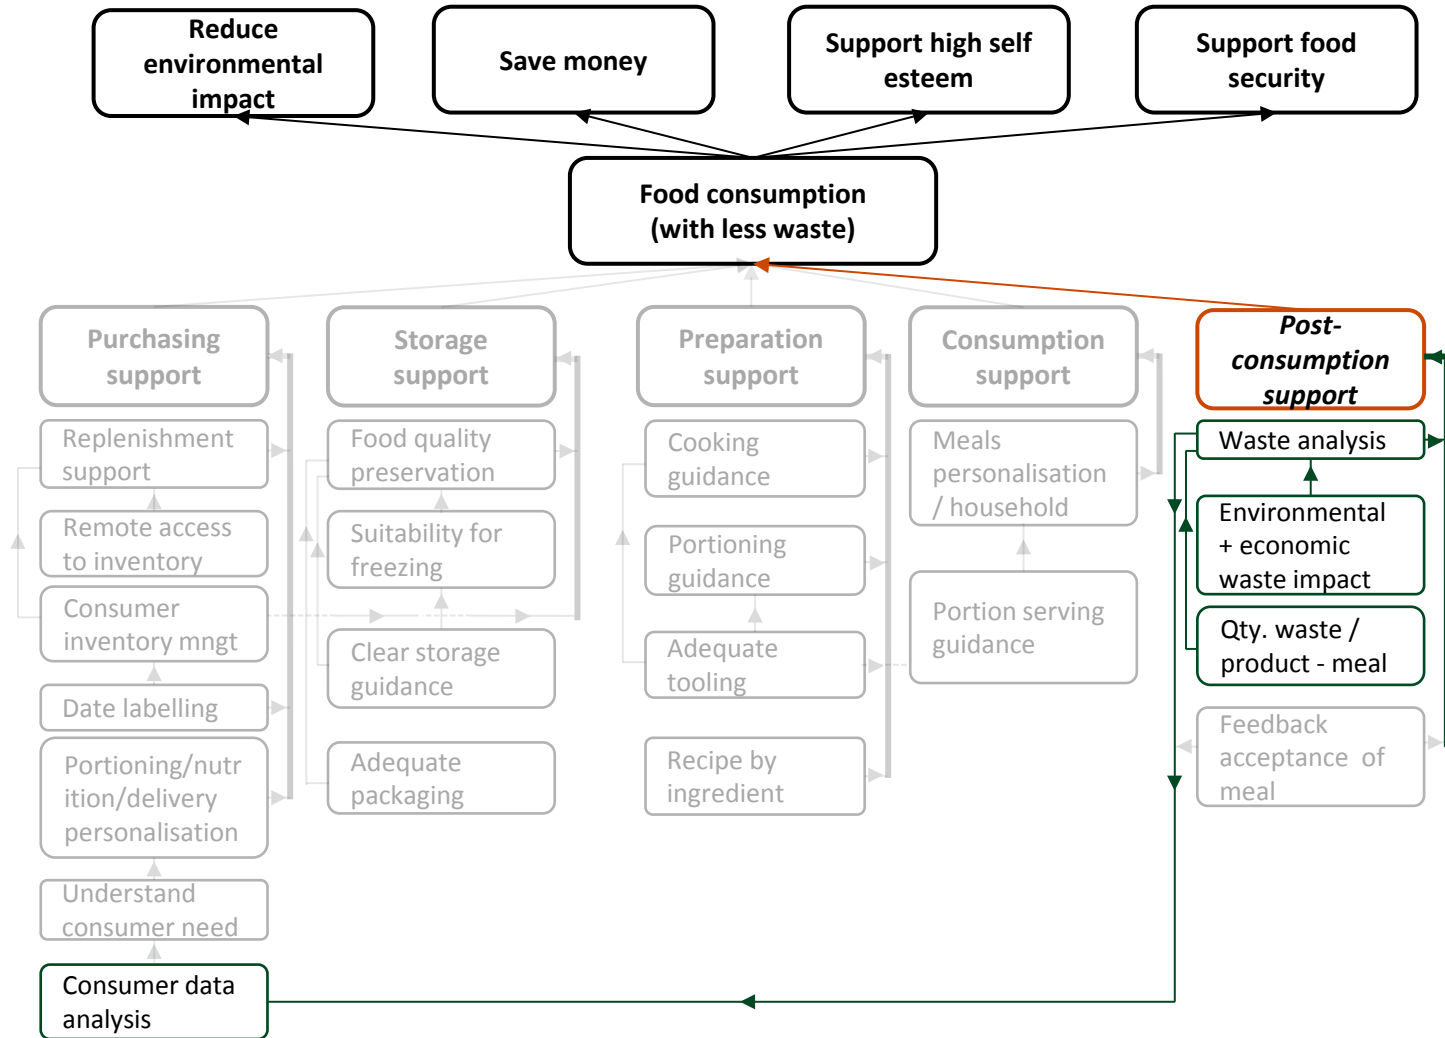 Reduce
environmental
impact
Save money
Support high self
esteem
Support food
security
Food consumption
(with less waste)
Purchasing
support
Replenishment
support
Remote access
to inventory
Consumer
inventory mngt
Date labelling
Portioning/nutr
ition/delivery
personalisation
Understand
consumer need
Consumer data
analysis
Storage
support
Food quality
preservation
Suitability for
freezing
Clear storage
guidance
Adequate
packaging
Preparation
support
Cooking
guidance
Portioning
guidance
Adequate
tooling
Recipe by
ingredient
Consumption
support
Meals
personalisation
/ household
Portion serving
guidance
Post-
consumption
support
Waste analysis
Environmental
+ economic
waste impact
Qty. waste /
product - meal
Feedback
acceptance of
meal